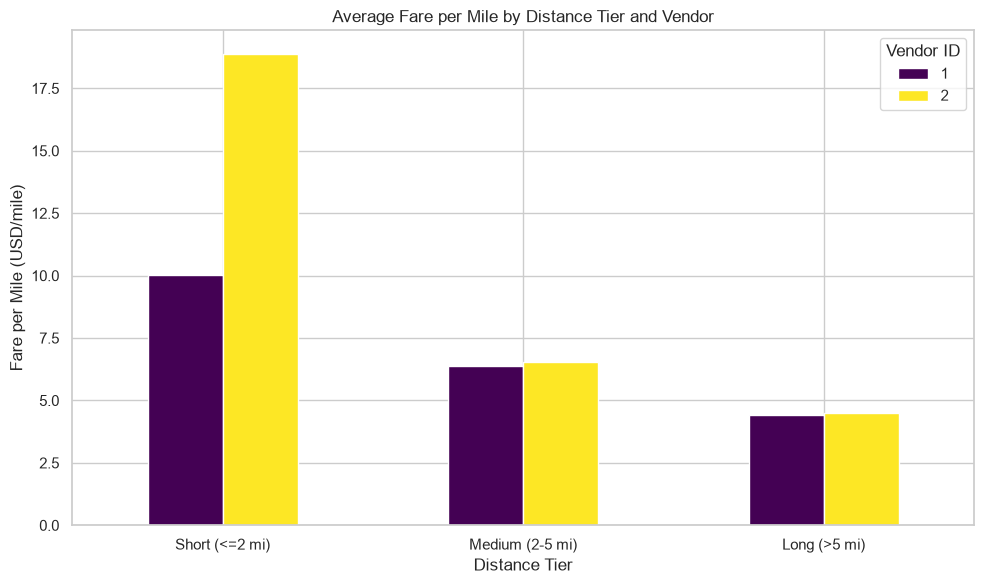 Average Fare per Mile by Distance Tier and Vendor
Vendor ID
1
2
Fare per Mile (USD/mile)
17.5
15.0
12.5
10.0
7.5
5.0
2.5
0.0
Short (<=2 mi)
Medium (2-5 mi)
Long (>5 mi)
Distance Tier